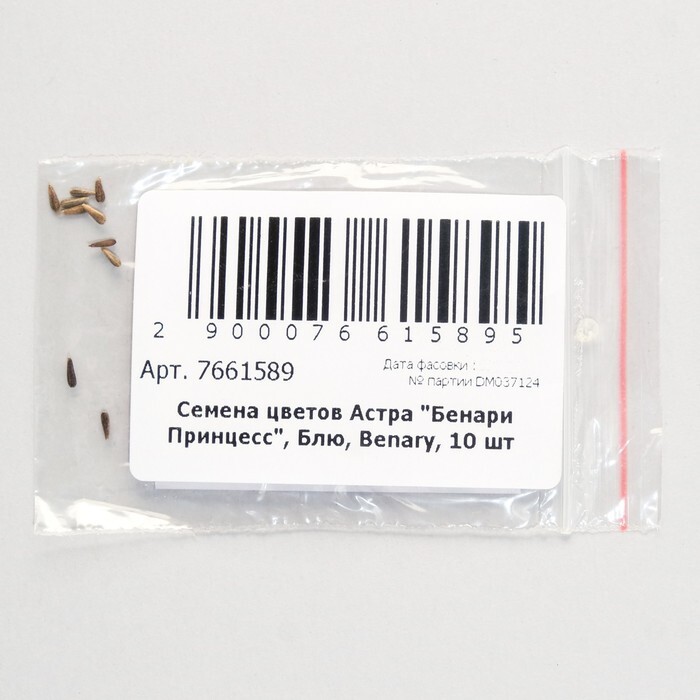 2 900076 615895
Арт. 7661589
Дата фасовки :
№ партии DM037124
Семена цветов Астра "Бенари
Принцесс", Блю, Benary, 10 шт